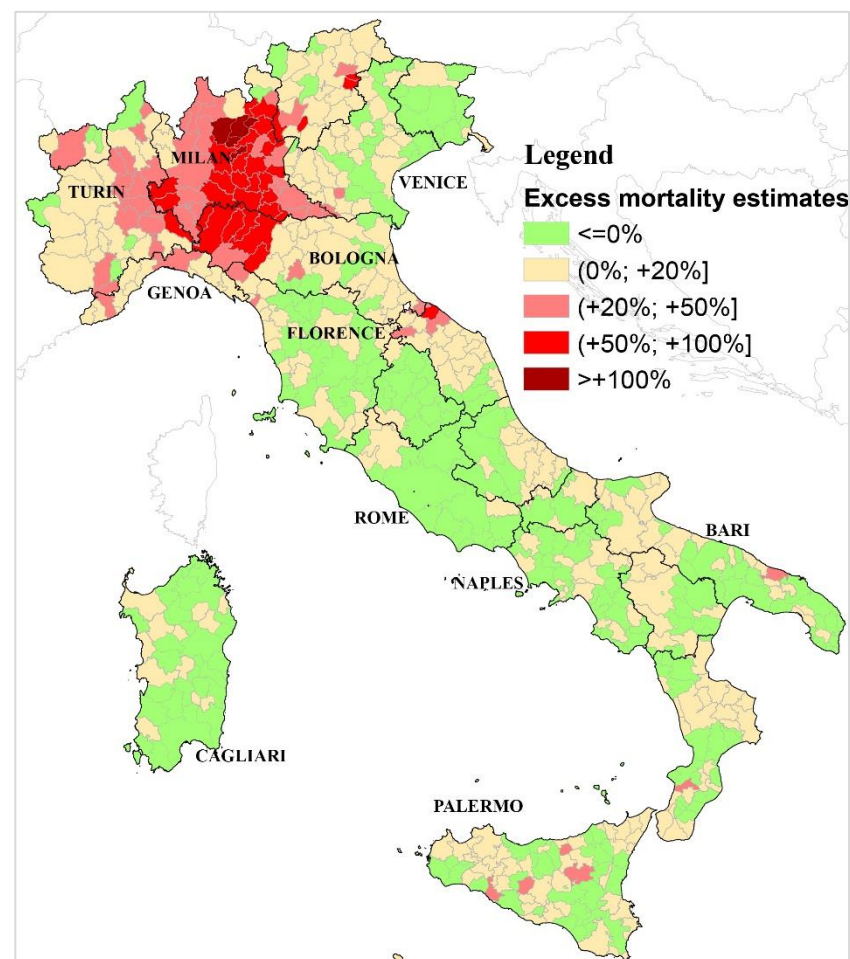 MILAN
TURIN
VENICE
BOLOGNA
GENOA
FLORENCE
ROME
NAPLES
BARI
CAGLIARI
PALERMO
Legend
Excess mortality estimates
<=0%
(0%; +20%]
(+20%; +50%]
(+50%; +100%]
>+100%